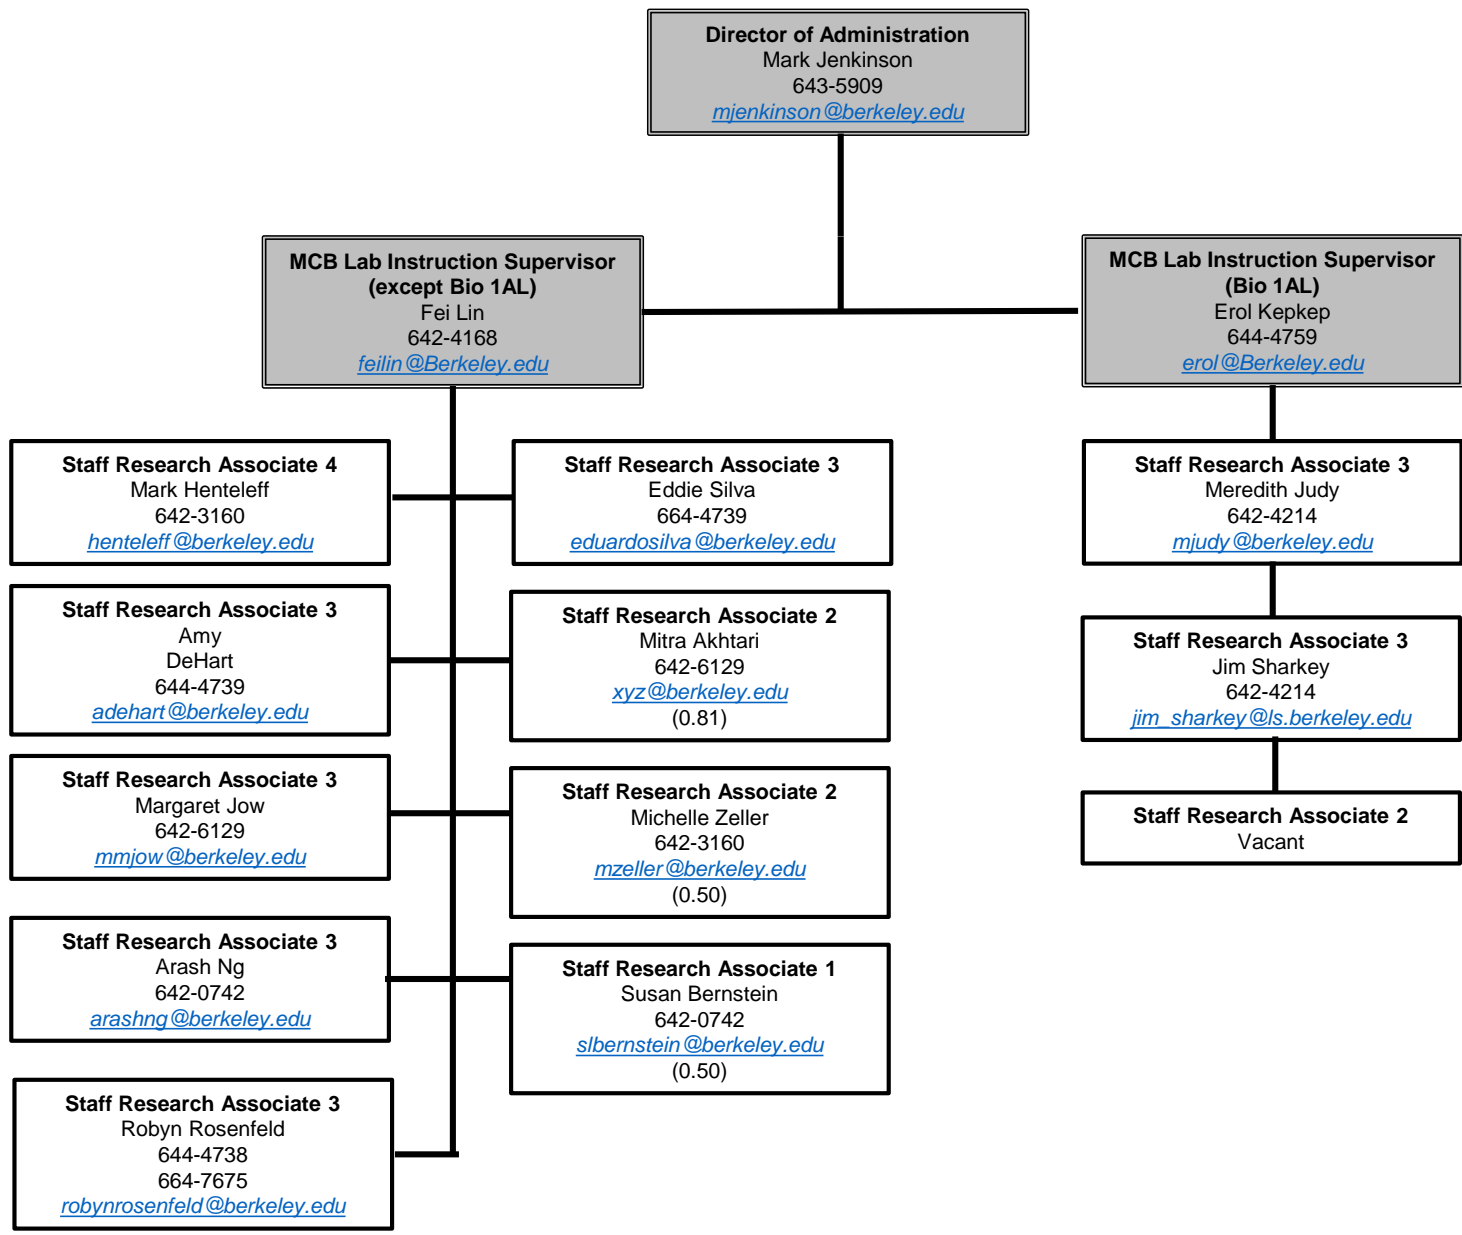 Director of Administration
Mark Jenkinson
643-5909
mjenkinson@berkeley.edu
MCB Lab Instruction Supervisor
(except Bio 1AL)
Fei Lin
642-4168
feilin@Berkeley.edu
MCB Lab Instruction Supervisor
(Bio 1AL)
Erol Kepkep
644-4759
erol@Berkeley.edu
Staff Research Associate 4
Mark Henteleff
642-3160
henteleff@berkeley.edu
Staff Research Associate 3
Eddie Silva
664-4739
eduardosilva@berkeley.edu
Staff Research Associate 3
Meredith Judy
642-4214
mjudy@berkeley.edu
Staff Research Associate 3
Amy
DeHart
644-4739
adehart@berkeley.edu
Staff Research Associate 2
Mitra Akhtari
642-6129
xyz@berkeley.edu
(0.81)
Staff Research Associate 3
Jim Sharkey
642-4214
jim_sharkey@ls.berkeley.edu
Staff Research Associate 3
Margaret Jow
642-6129
mmjow@berkeley.edu
Staff Research Associate 2
Michelle Zeller
642-3160
mzeller@berkeley.edu
(0.50)
Staff Research Associate 2
Vacant
Staff Research Associate 3
Arash Ng
642-0742
arashng@berkeley.edu
Staff Research Associate 1
Susan Bernstein
642-0742
slbernstein@berkeley.edu
(0.50)
Staff Research Associate 3
Robyn Rosenfeld
644-4738
664-7675
robynrosenfeld@berkeley.edu